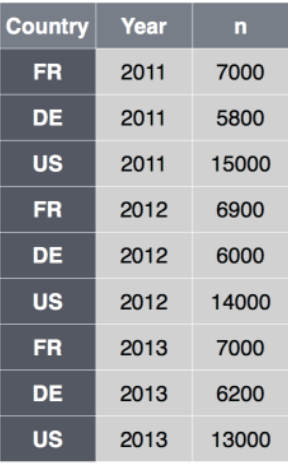 Country Year n
FR 2011 7000
DE 2011 5800
US 2011 15000
FR 2012 6900
DE 2012 6000
US 2012 14000
FR 2013 7000
DE 2013 6200
US 2013 13000